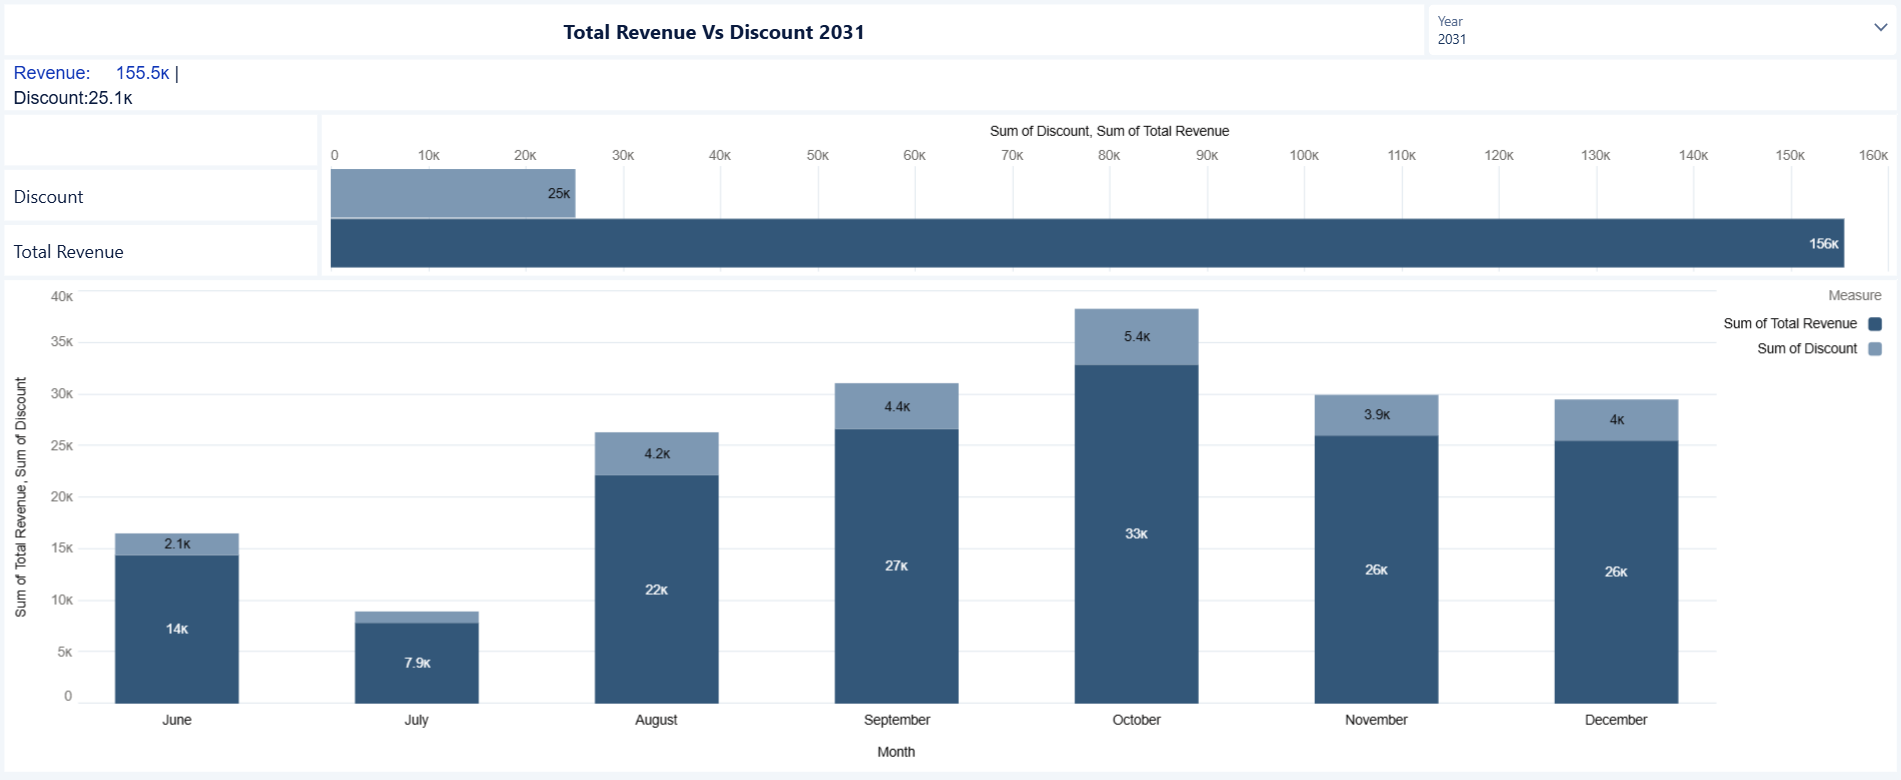 Total Revenue Vs Discount 2031
Year
2031
Revenue: 155.5K |
Discount:25.1K
Sum of Discount, Sum of Total Revenue
0 10K 20K 30K 40K 50K 60K 70K 80K 90K 100K 110K 120K 130K 140K 150K 160K
Discount
25K
Total Revenue
156K
Measure
Sum of Total Revenue
Sum of Discount
Sum of Total Revenue, Sum of Discount
40K
35K
30K
25K
20K
15K
10K
5K
0
2.1K
14K
7.9K
4.2K
22K
4.4K
27K
5.4K
33K
3.9K
26K
4K
26K
June July August September October November December
Month